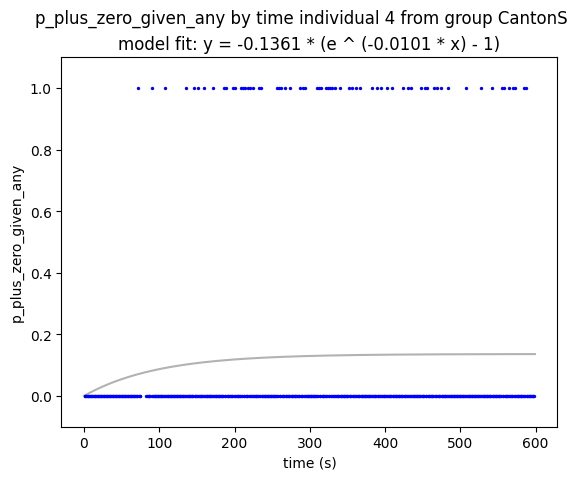 p_plus_zero_given_any by time individual 4 from group CantonS
model fit: y = -0.1361 * (e ^ (-0.0101 * x) - 1)
1.0
0.8
0.6
0.4
0.2
0.0
p_plus_zero_given_any
0 100 200 300 400 500 600
time (s)